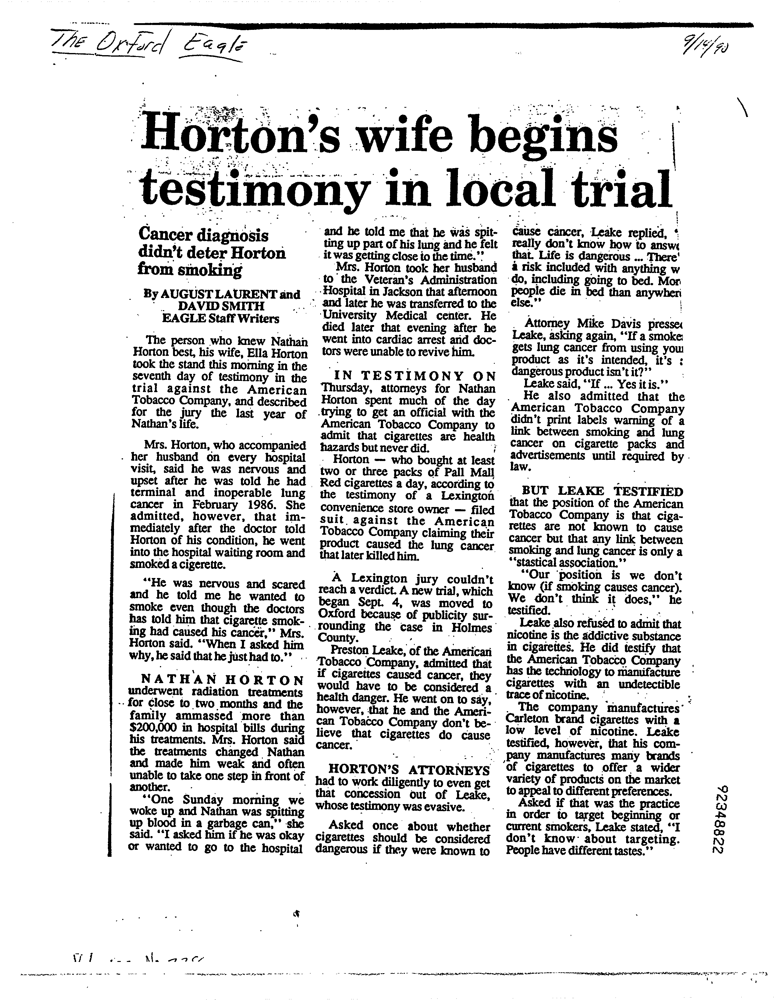 The Oxford Eagle
9/14/90
Horton's wife begins
testimony in local trial
Cancer diagnosis
didn't deter Horton
from smoking
By AUGUST LAURENT and
DAVID SMITH
EAGLE Staff Writers
The person who knew Nathan
Horton best, his wife, Ella Horton
took the stand this morning in the
seventh day of testimony in the
trial against the American
Tobacco Company, and described
for the jury the last year of
Nathan's life.
Mrs. Horton, who accompanied
her husband on every hospital
visit, said he was nervous and
upset after he was told he had
terminal and inoperable lung
cancer in February 1986. She
admitted, however, that im-
mediately after the doctor told
Horton of his condition, he went
into the hospital waiting room and
smoked a cigerette.
"He was nervous and scared
and he told me he wanted to
smoke even though the doctors
has told him that cigarette smok-
ing had caused his cancer," Mrs.
Horton said. "When I asked him
why, he said that he just had to."
NATHAN HORTON
underwent radiation treatments
for close to two months and the
family ammassed more than
$200,000 in hospital bills during
his treatments. Mrs. Horton said
the treatments changed Nathan
and made him weak and often
unable to take one step in front of
another.
"One Sunday morning we
woke up and Nathan was spitting
up blood in a garbage can," she
said. "I asked him if he was okay
or wanted to go to the hospital
and he told me that he was spit-
ting up part of his lung and he felt
it was getting close to the time."
Mrs. Horton took her husband
to the Veteran's Administration
Hospital in Jackson that afternoon
and later he was transferred to the
University Medical center. He
died later that evening after he
went into cardiac arrest and doc-
tors were unable to revive him.
IN TESTIMONY ON
Thursday, attorneys for Nathan
Horton spent much of the day
trying to get an official with the
American Tobacco Company to
admit that cigarettes are health
hazards but never did.
Horton — who bought at least
two or three packs of Pall Mall
Red cigarettes a day, according to
the testimony of a Lexington
convenience store owner — filed
suit against the American
Tobacco Company claiming their
product caused the lung cancer
that later killed him.
A Lexington jury couldn't
reach a verdict. A new trial, which
began Sept. 4, was moved to
Oxford because of publicity sur-
rounding the case in Holmes
County.
Preston Leake, of the American
Tobacco Company, admitted that
if cigarettes caused cancer, they
would have to be considered a
health danger. He went on to say,
however, that he and the Ameri-
can Tobacco Company don't be-
lieve that cigarettes do cause
cancer.
HORTON'S ATTORNEYS
had to work diligently to even get
that concession out of Leake,
whose testimony was evasive.
Asked once about whether
cigarettes should be considered
dangerous if they were known to
cause cancer, Leake replied,
really don't know how to answe
that. Life is dangerous ... There'
a risk included with anything w
do, including going to bed. Mor
people die in bed than anywher
else."
Attorney Mike Davis presse
Leake, asking again, "If a smoke
gets lung cancer from using your
product as it's intended, it's
dangerous product isn't it?"
Leake said, "If ... Yes it is."
He also admitted that the
American Tobacco Company
didn't print labels warning of a
link between smoking and lung
cancer on cigarette packs and
advertisements until required by
law.
BUT LEAKE TESTIFIED
that the position of the American
Tobacco Company is that ciga-
rettes are not known to cause
cancer but that any link between
smoking and lung cancer is only a
"stastical association."
"Our position is we don't
know (if smoking causes cancer).
We don't think it does," he
testified.
Leake also refused to admit that
nicotine is the addictive substance
in cigarettes. He did testify that
the American Tobacco Company
has the technology to manufacture
cigarettes with an undetectible
trace of nicotine.
The company manufactures
Carleton brand cigarettes with a
low level of nicotine. Leake
testified, however, that his com-
pany manufactures many brands
of cigarettes to offer a wider
variety of products on the market
to appeal to different preferences.
Asked if that was the practice
in order to target beginning or
current smokers, Leake stated, "I
don't know about targeting.
People have different tastes."
92348822